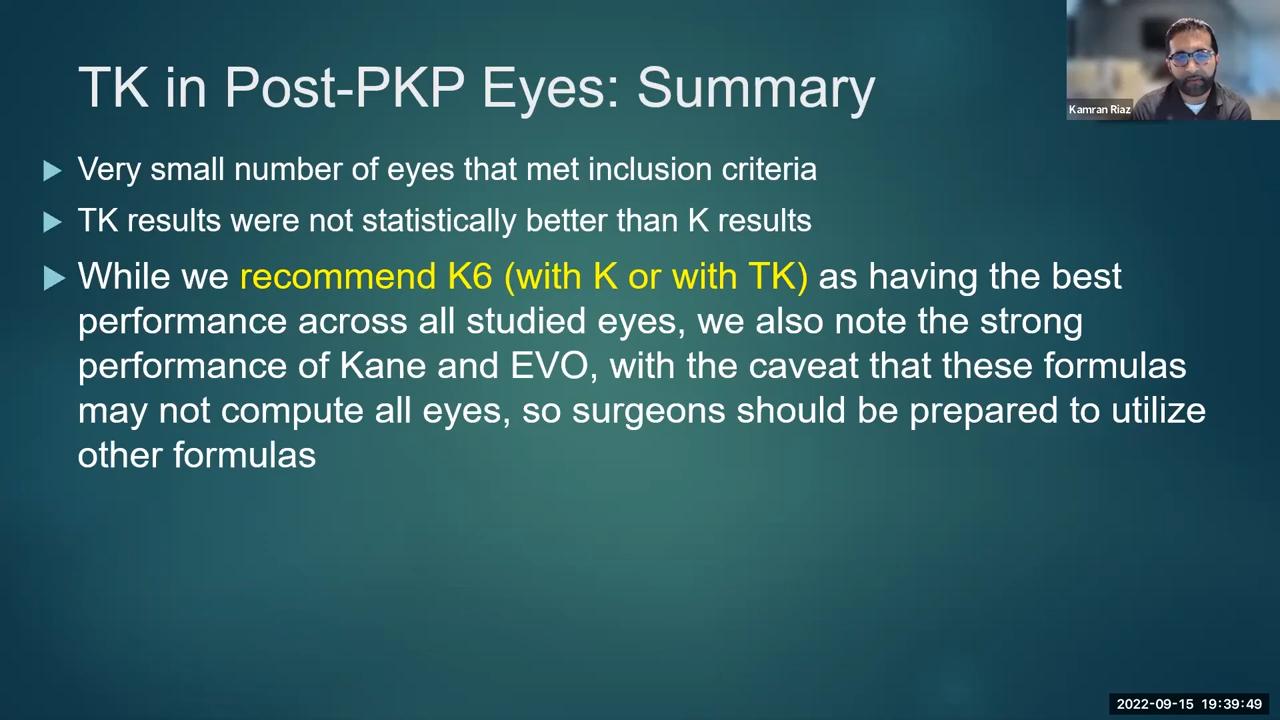 TK in Post-PKP Eyes: Summary
Kamran Riaz
Very small number of eyes that met inclusion criteria
TK results were not statistically better than K results
While we recommend K6 (with K or with TK) as having the best
performance across all studied eyes, we also note the strong
performance of Kane and EVO, with the caveat that these formulas
may not compute all eyes, so surgeons should be prepared to utilize
other formulas
2022-09-15 19:39:49